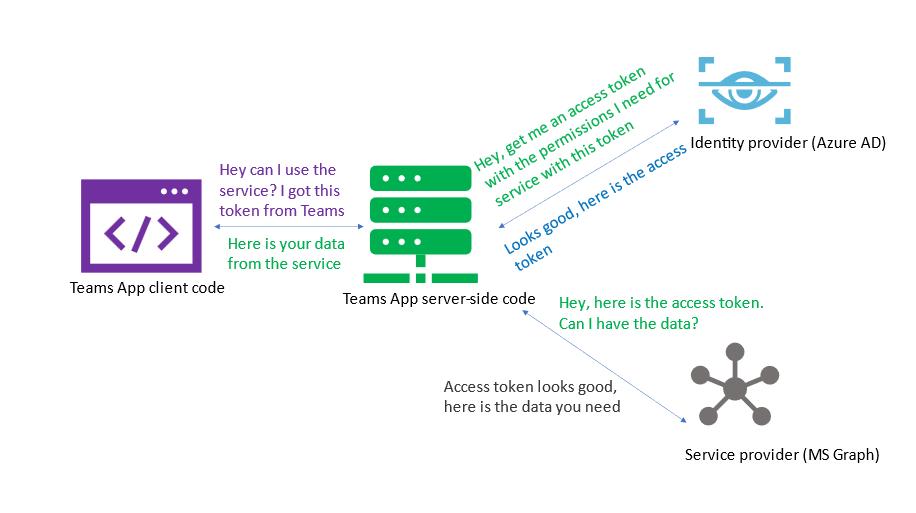 Hey can I use the
service? I got this
token from Teams
Here is your data
from the service
Teams App client code
Teams App server-side code
Hey, get me an access token
with the permissions I need for
service with this token
Looks good, here is the access
token
Identity provider (Azure AD)
Hey, here is the access token.
Can I have the data?
Access token looks good,
here is the data you need
Service provider (MS Graph)